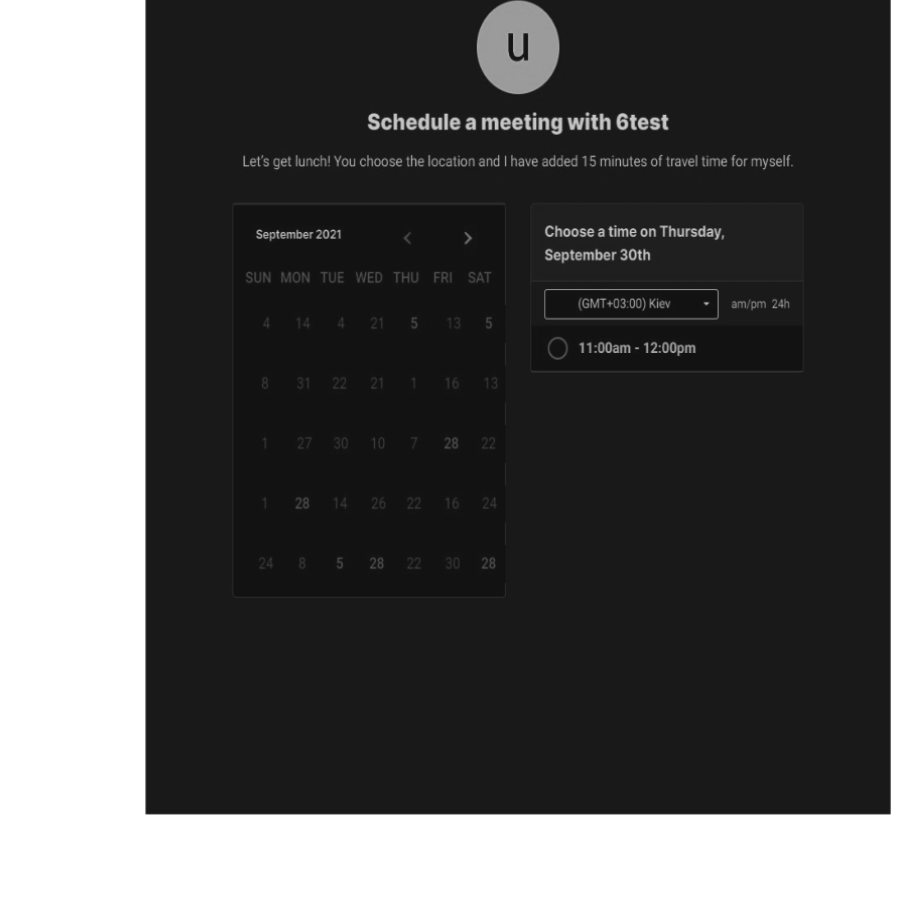 u
Schedule a meeting with 6test
Let's get lunch! You choose the location and I have added 15 minutes of travel time for myself.
September 2021
SUN MON TUE WED THU FRI SAT
4 14 4 21 5 13 5
8 31 22 21 1 16 13
1 27 30 10 7 28 22
1 28 14 26 22 16 24
24 8 5 28 22 30 28
Choose a time on Thursday,
September 30th
(GMT+03:00) Kiev am/pm 24h
11:00am - 12:00pm